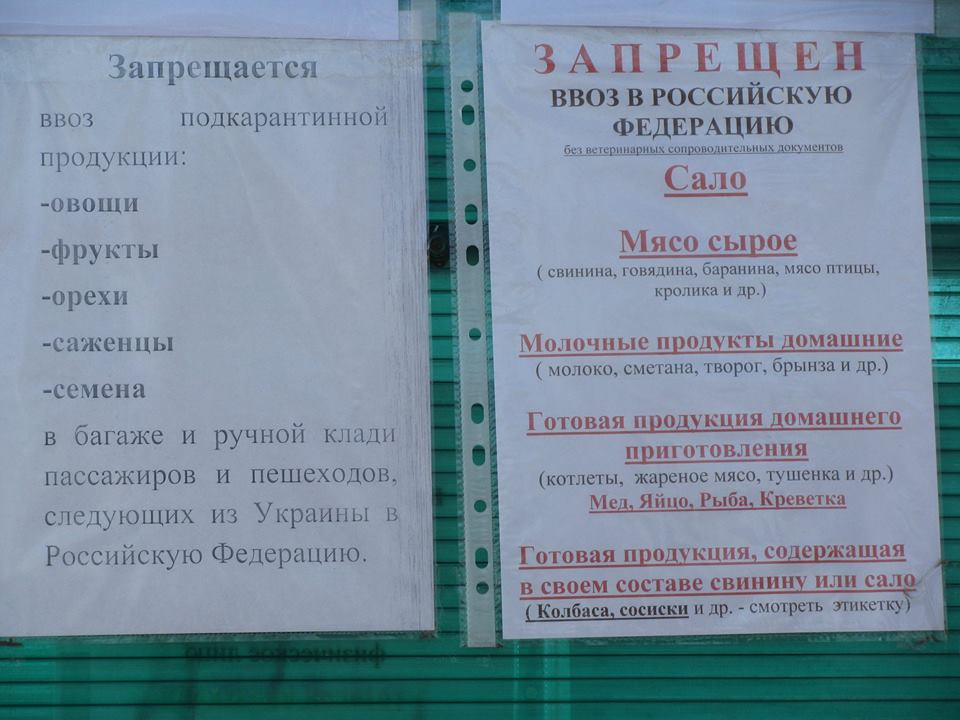 Запрещается
ввоз подкарантинной
продукции:
-овощи
-фрукты
-орехи
-саженцы
-семена
в багаже и ручной клади
пассажиров и пешеходов,
следующих из Украины в
Российскую Федерацию.
ЗАПРЕЩЕН
ВВОЗ В РОССИЙСКУЮ
ФЕДЕРАЦИЮ
без ветеринарных сопроводительных документов
Сало
Мясо сырое
( свинина, говядина, баранина, мясо птицы,
кролика и др.)
Молочные продукты домашние
( молоко, сметана, творог, брынза и др.)
Готовая продукция домашнего
приготовления
(котлеты, жареное мясо, тушенка и др.)
Мед, Яйцо, Рыба, Креветка
Готовая продукция, содержащая
в своем составе свинину или сало
( Колбаса, сосиски и др. - смотреть этикетку)
физическое лицо